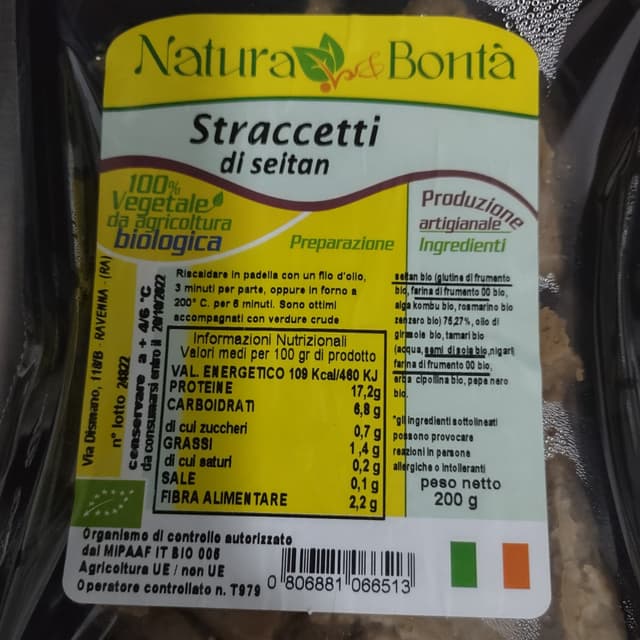 Natura & Bontà
Straccetti
di seitan
100%
Vegetale
da agricoltura
biologica
Produzione
artigianale
Preparazione
Riscaldare in padella con un filo d'olio,
3 minuti per parte, oppure in forno a
200° C. per 6 minuti. Sono ottimi
accompagnati con verdure crude
Ingredienti
seitan bio (glutine di frumento
bio, farina di frumento 00 bio,
alga kombu bio, rosmarino bio
zenzero bio) 75,27%, olio di
girasole bio, tamari bio
(acqua, semi di soia bio, nigari
farina di frumento 00 bio,
erba cipollina bio, pepe nero
bio.
*gli ingredienti sottolineati
possono provocare
reazioni in persone
allergiche o intolleranti
peso netto
200 g
Informazioni Nutrizionali
Valori medi per 100 gr di prodotto
VAL. ENERGETICO 109 Kcal/460 KJ
PROTEINE 17,2g
CARBOIDRATI 6,8 g
di cui zuccheri 0,7 g
GRASSI 1,4 g
di cui saturi 0,2 g
SALE 0,1 g
FIBRA ALIMENTARE 2,2 g
Via Dismano, 118/B - RAVENNA - (RA)
n° lotto 24922
conservare a + 4/6 °C
da consumarsi entro il 20/10/2022
Organismo di controllo autorizzato
dal MIPAAF IT BIO 006
Agricoltura UE / non UE
Operatore controllato n. T979
0 806881 066513